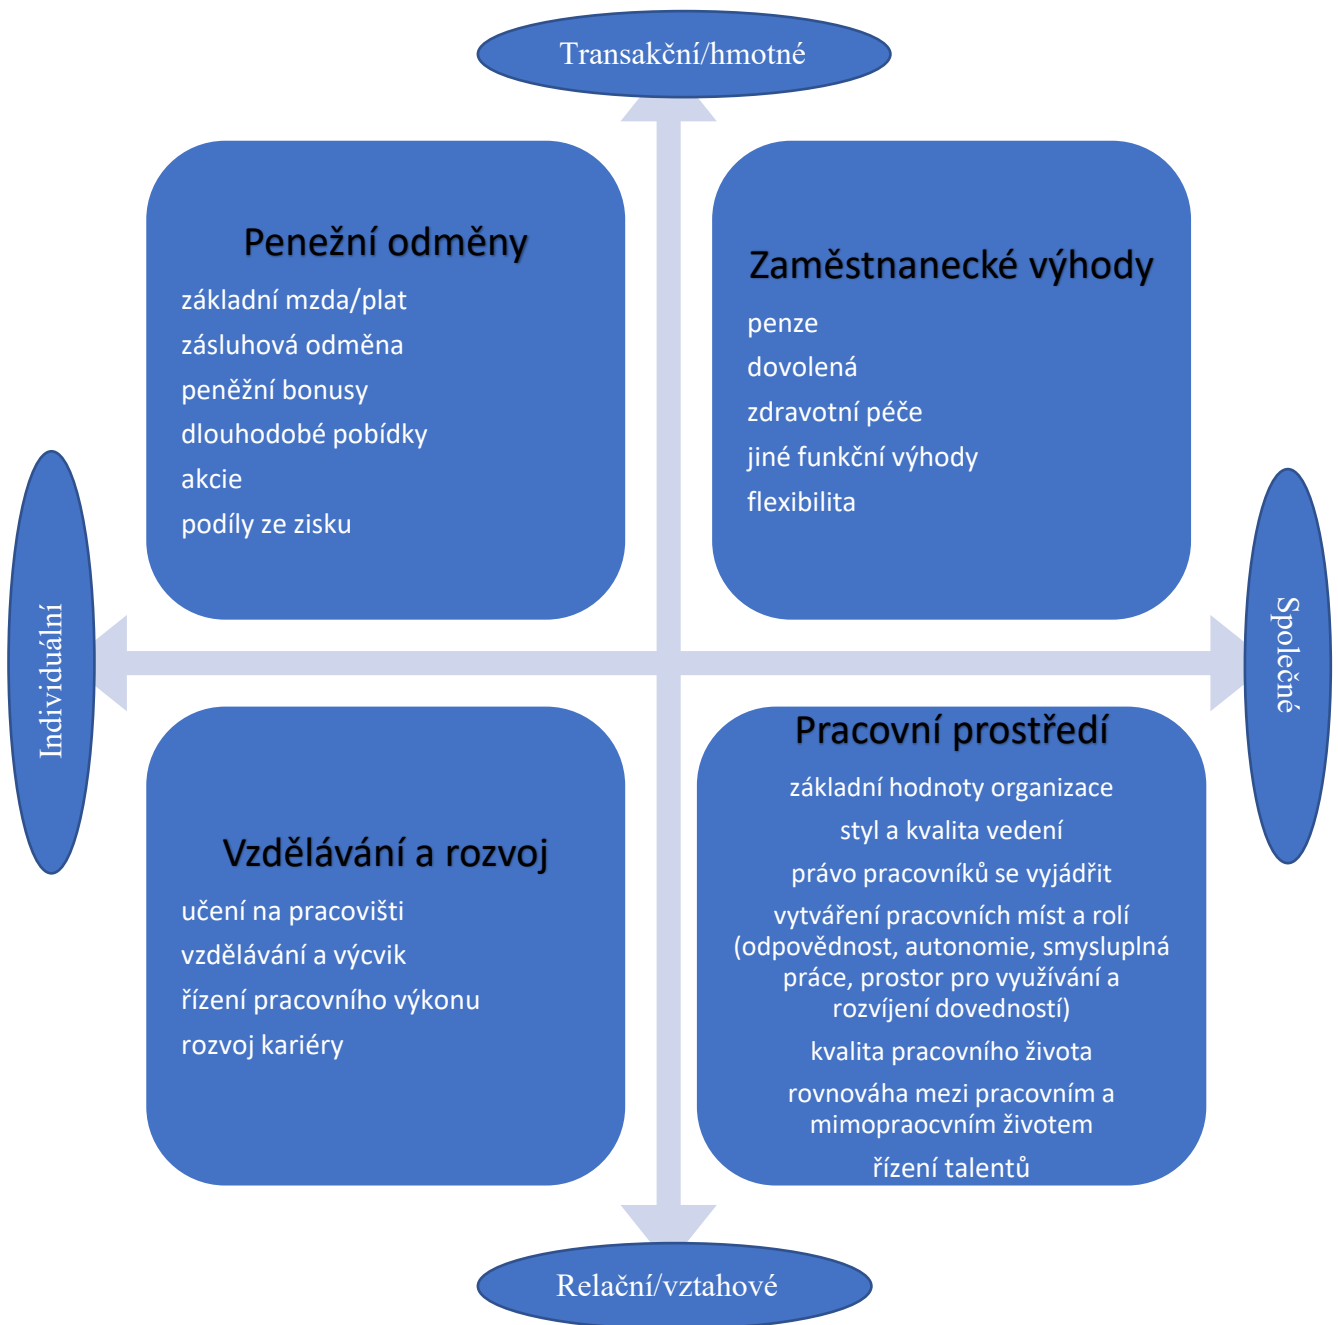 Transakční/hmotné
Penežní odměny
základní mzda/plat
zásluhová odměna
peněžní bonusy
dlouhodobé pobídky
akcie
podíly ze zisku
Zaměstnanecké výhody
penze
dovolená
zdravotní péče
jiné funkční výhody
flexibilita
Individuální
Společné
Vzdělávání a rozvoj
učení na pracovišti
vzdělávání a výcvik
řízení pracovního výkonu
rozvoj kariéry
Pracovní prostředí
základní hodnoty organizace
styl a kvalita vedení
právo pracovníků se vyjádřit
vytváření pracovních míst a rolí
(odpovědnost, autonomie, smysluplná
práce, prostor pro využívání a
rozvíjení dovedností)
kvalita pracovního života
rovnováha mezi pracovním a
mimopraocvním životem
řízení talentů
Relační/vztahové